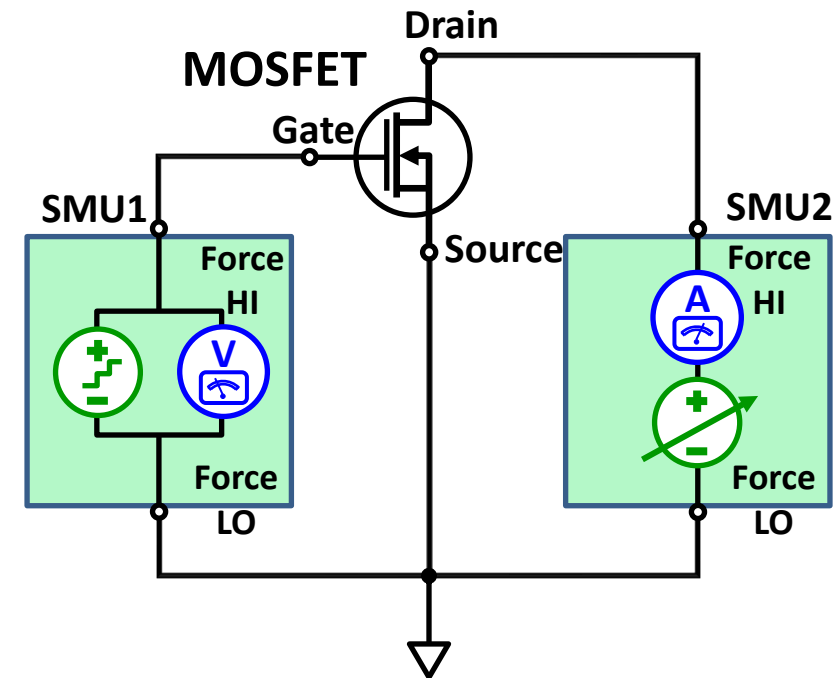 Drain
MOSFET
Gate
SMU1
SMU2
Source
Force
HI
Force
HI
V
A
+
-
+
-
Force
LO
Force
LO